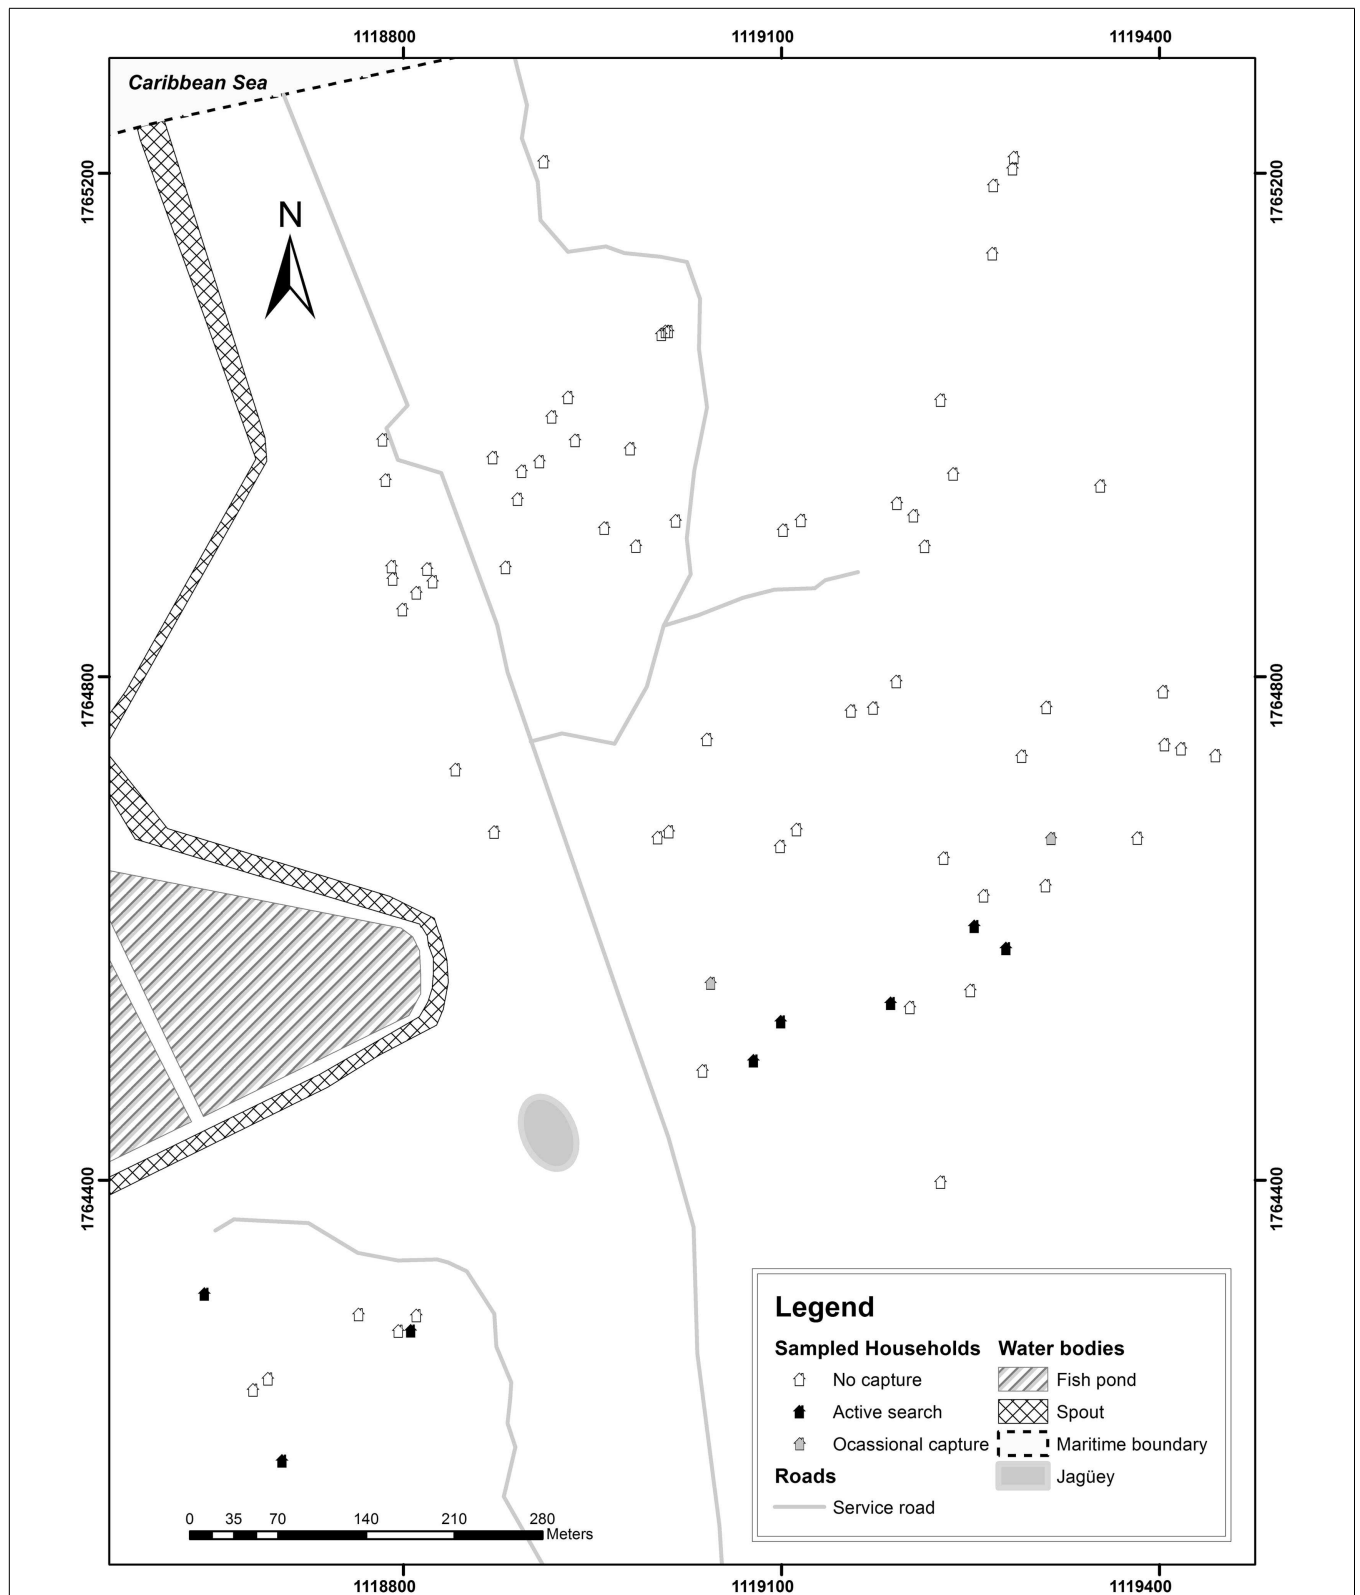 1118800 1119100 1119400
Caribbean Sea
1765200 1765200
N
1764800 1764800
1764400 1764400
Legend
Sampled Households Water bodies
No capture Fish pond
Active search Spout
Ocassional capture Maritime boundary
Roads Jagüey
Service road
0 35 70 140 210 280
Meters
1118800 1119100 1119400